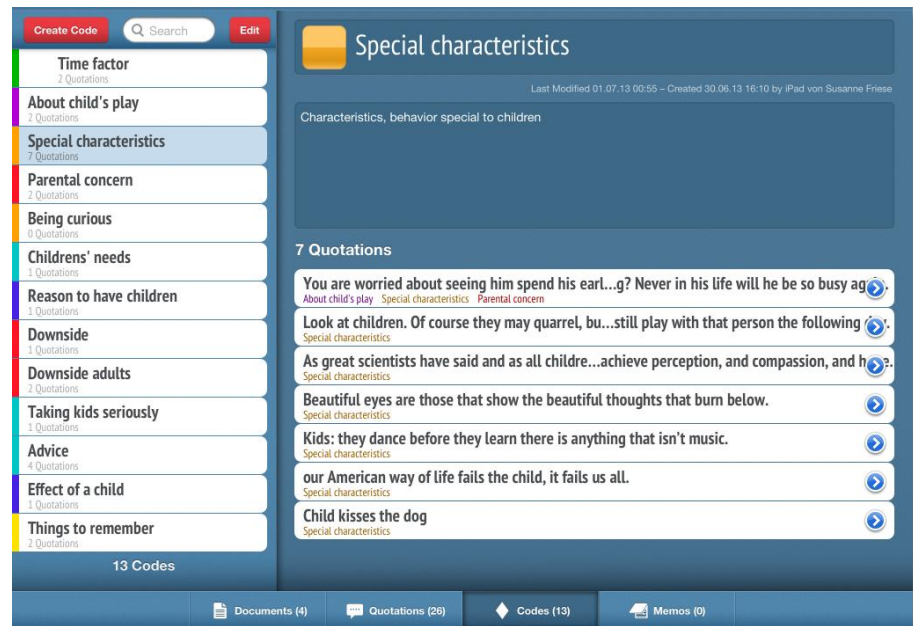 Create Code
Search
Edit
Time factor
2 Quotations
About child's play
2 Quotations
Special characteristics
7 Quotations
Parental concern
2 Quotations
Being curious
0 Quotations
Childrens' needs
1 Quotations
Reason to have children
1 Quotations
Downside
1 Quotations
Downside adults
2 Quotations
Taking kids seriously
1 Quotations
Advice
4 Quotations
Effect of a child
1 Quotations
Things to remember
2 Quotations
13 Codes
Special characteristics
Last Modified 01.07.13 00:55 – Created 30.06.13 16:10 by iPad von Susanne Friese
Characteristics, behavior special to children
7 Quotations
You are worried about seeing him spend his earl...g? Never in his life will he be so busy
About child's play Special characteristics Parental concern
Look at children. Of course they may quarrel, bu...still play with that person the following
Special characteristics
As great scientists have said and as all childre...achieve perception, and compassion, and
Special characteristics
Beautiful eyes are those that show the beautiful thoughts that burn below.
Special characteristics
Kids: they dance before they learn there is anything that isn't music.
Special characteristics
our American way of life fails the child, it fails us all.
Special characteristics
Child kisses the dog
Special characteristics
Documents (4)
Quotations (26)
Codes (13)
Memos (0)